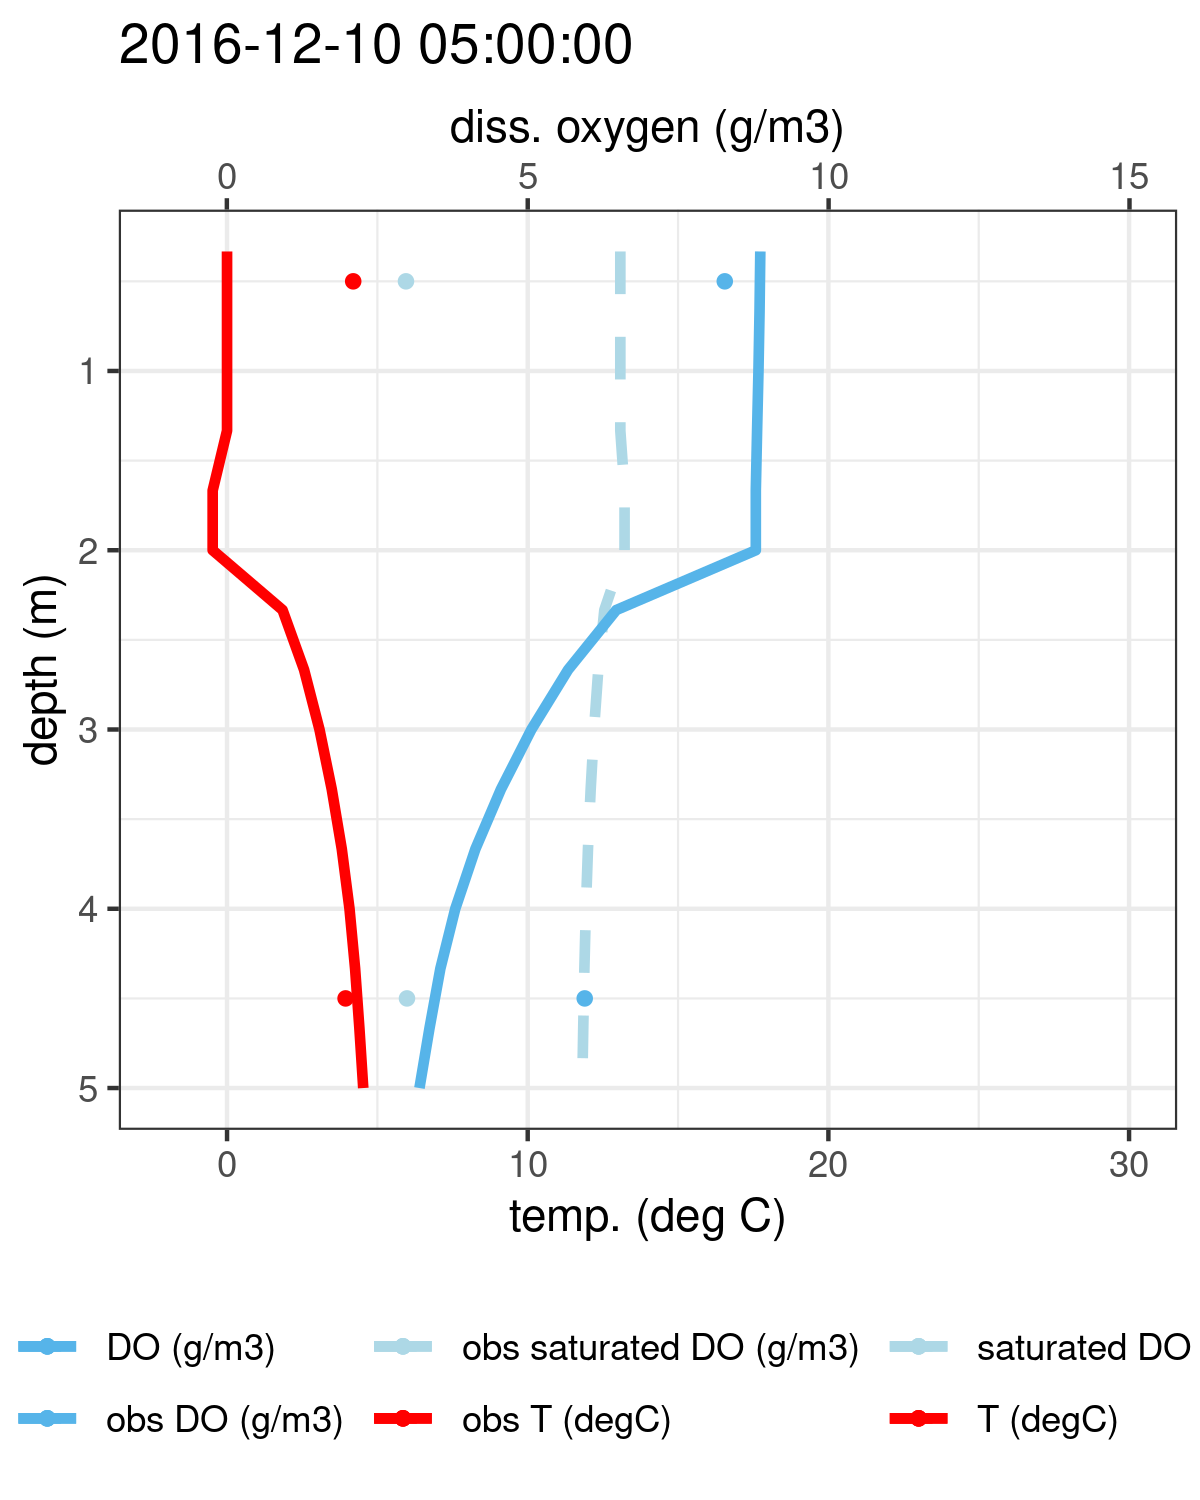 2016-12-10 05:00:00
diss. oxygen (g/m3)
0 5 10 15
1
2
3
4
5
depth (m)
0 10 20 30
temp. (deg C)
DO (g/m3) obs saturated DO (g/m3) saturated DO
obs DO (g/m3) obs T (degC) T (degC)